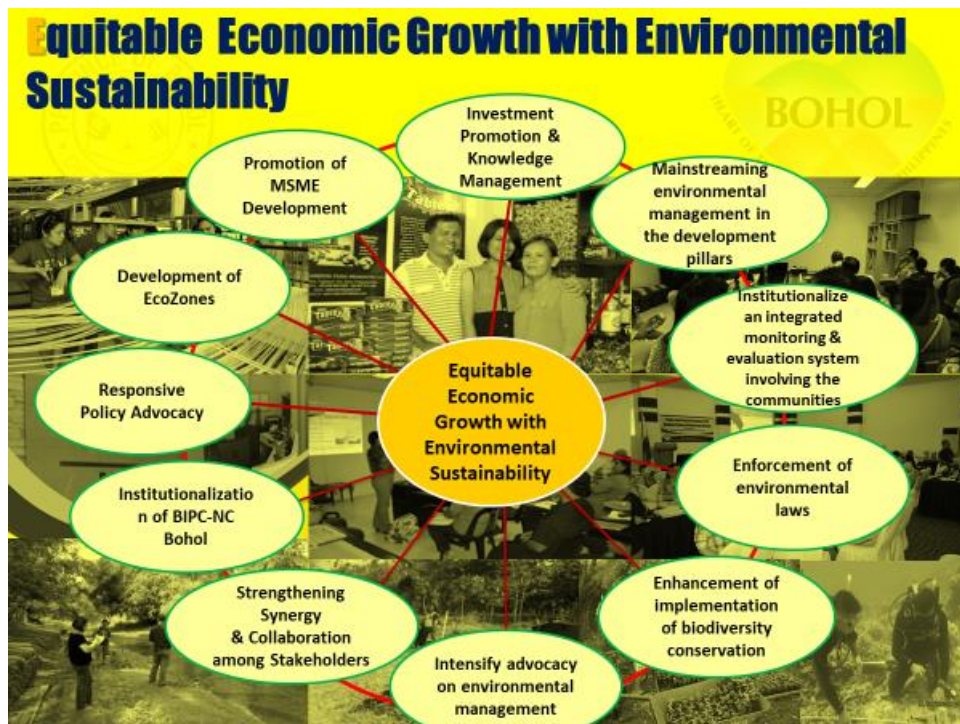 Equitable Economic Growth with Environmental
Sustainability
BOHOL
Investment
Promotion &
Knowledge
Management
Promotion of
MSME
Development
Mainstreaming
environmental
management in
the development
pillars
Development of
EcoZones
Institutionalize
an integrated
monitoring &
evaluation system
involving the
communities
Equitable
Economic
Growth with
Environmental
Sustainability
Responsive
Policy Advocacy
Enforcement of
environmental
laws
Institutionalizatio
n of BIPC-NC
Bohol
Enhancement of
implementation
of biodiversity
conservation
Strengthening
Synergy
& Collaboration
among Stakeholders
Intensify advocacy
on environmental
management